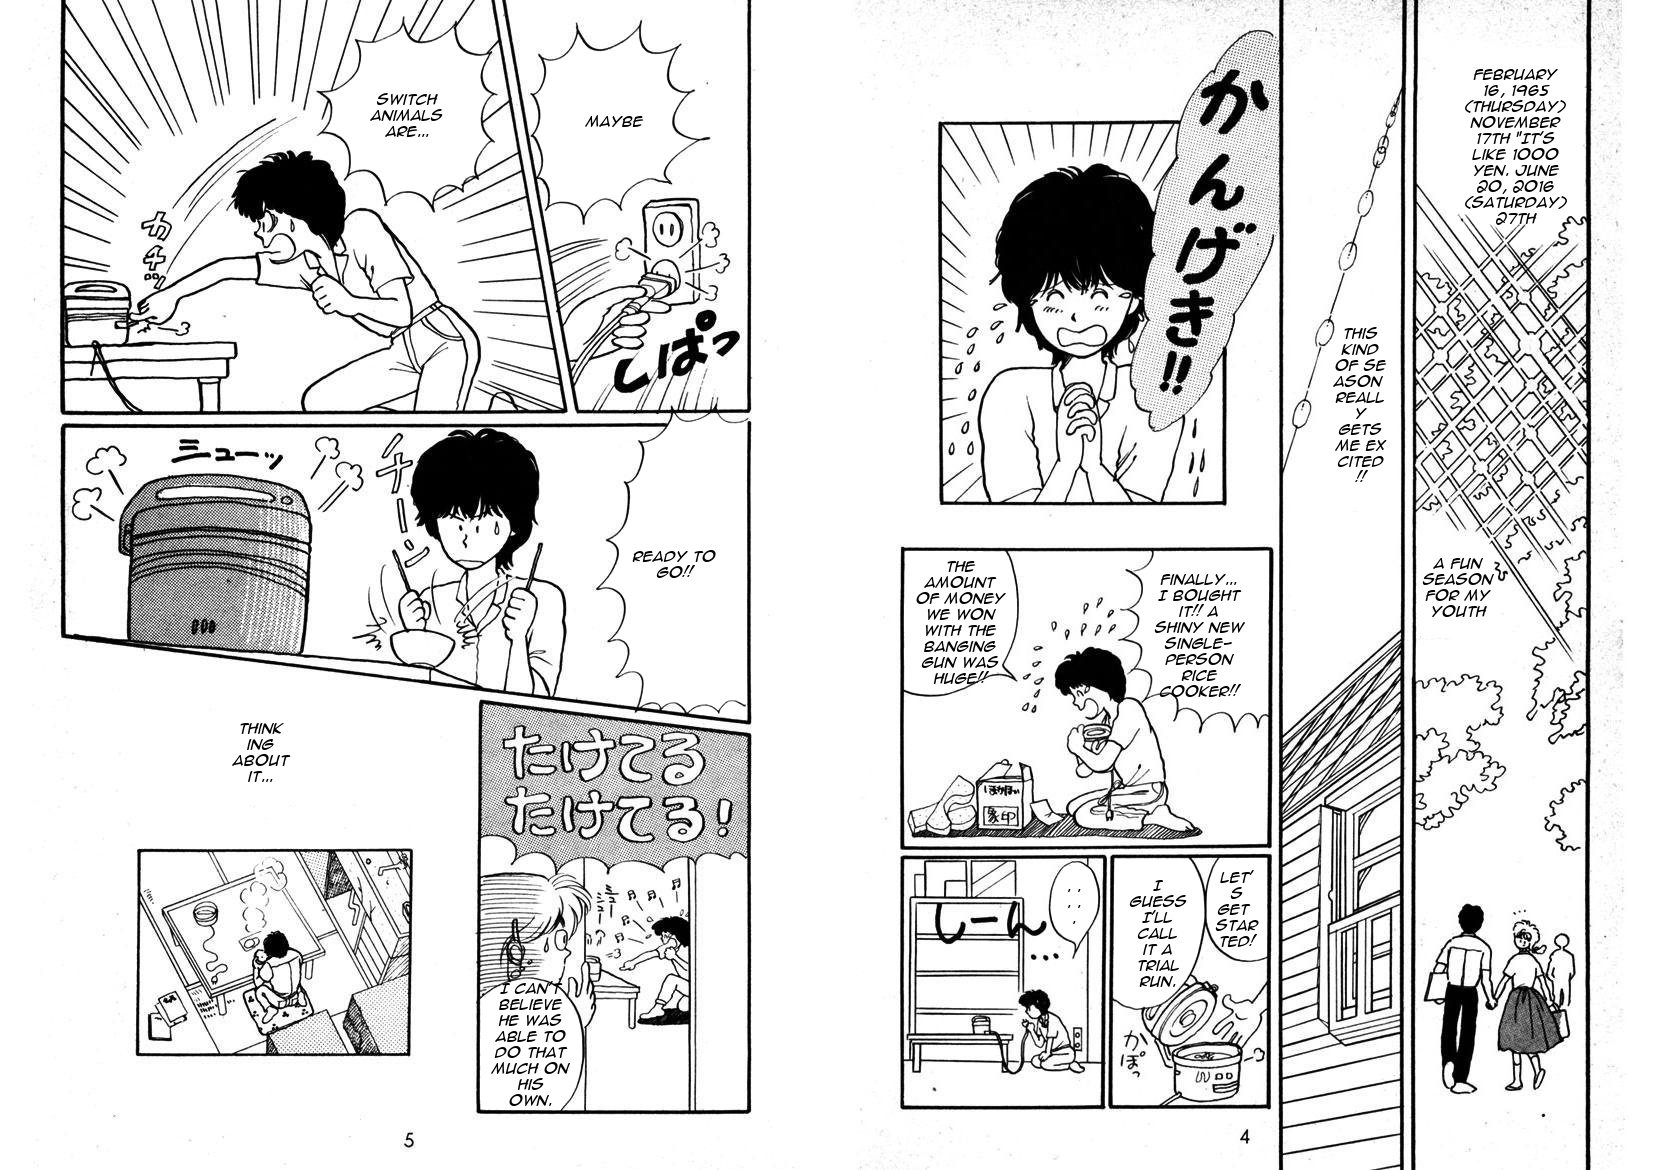 FEBRUARY
16, 1965
(THURSDAY)
NOVEMBER
17TH "IT'S
LIKE 1000
YEN. JUNE
20, 2016
(SATURDAY)
27TH
A FUN
SEASON
FOR MY
YOUTH
THIS
KIND
OF SE
ASON
REALL
Y
GETS
ME EX
CITED
!!
かんげき!!
FINALLY...
I BOUGHT
IT!! A
SHINY NEW
SINGLE-
PERSON
RICE
COOKER!!
THE
AMOUNT
OF MONEY
WE WON
WITH THE
BANGING
GUN WAS
HUGE!!
象印
LET'
S
GET
STAR
TED!
I
GUESS
I'LL
CALL
IT A
TRIAL
RUN.
かぽっ
......
しーん
...
4
MAYBE
しぱっ
SWITCH
ANIMALS
ARE...
カチッ
READY TO
GO!!
チーン
ミューッ
たけてる
たけてる!
I CAN'T
BELIEVE
HE WAS
ABLE TO
DO THAT
MUCH ON
HIS
OWN.
THINK
ING
ABOUT
IT...
5